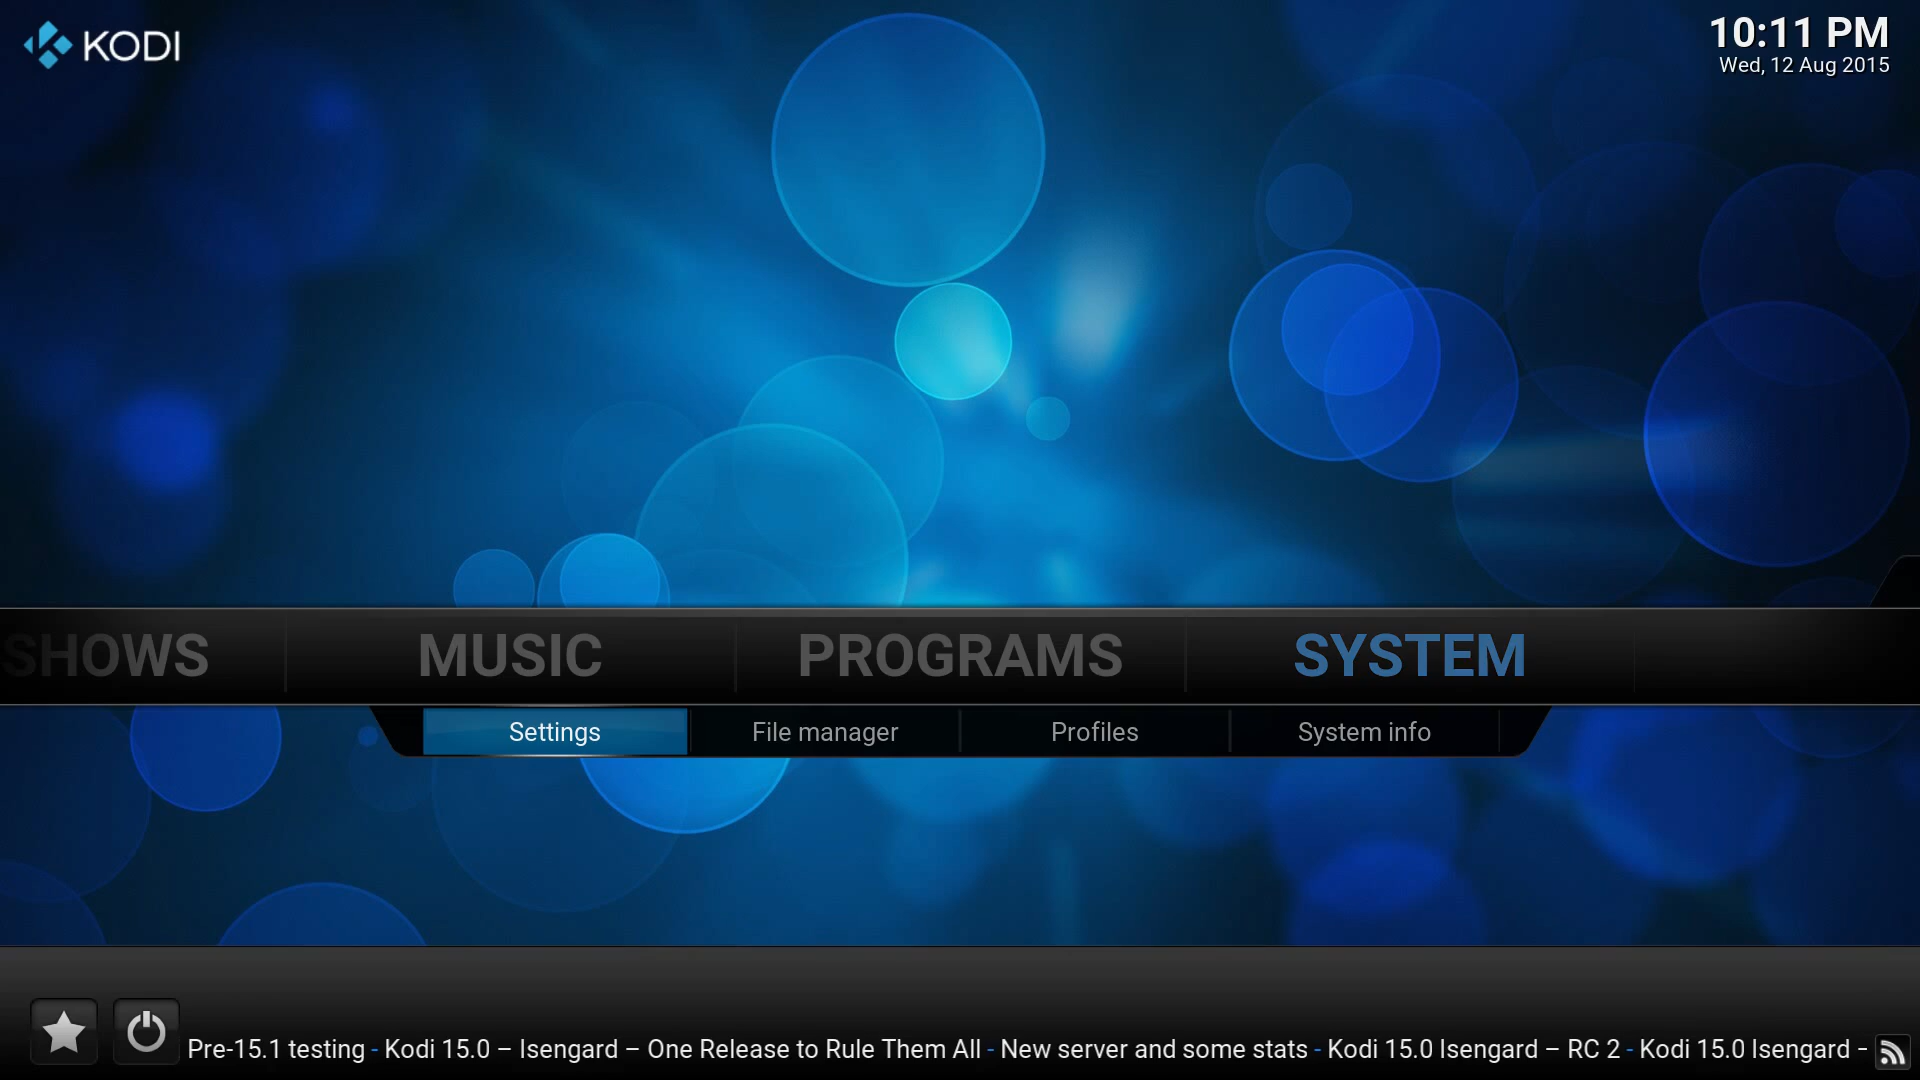 KODI
10:11 PM
Wed, 12 Aug 2015
SHOWS MUSIC PROGRAMS SYSTEM
Settings File manager Profiles System info
Pre-15.1 testing - Kodi 15.0 – Isengard – One Release to Rule Them All - New server and some stats - Kodi 15.0 Isengard – RC 2 - Kodi 15.0 Isengard –